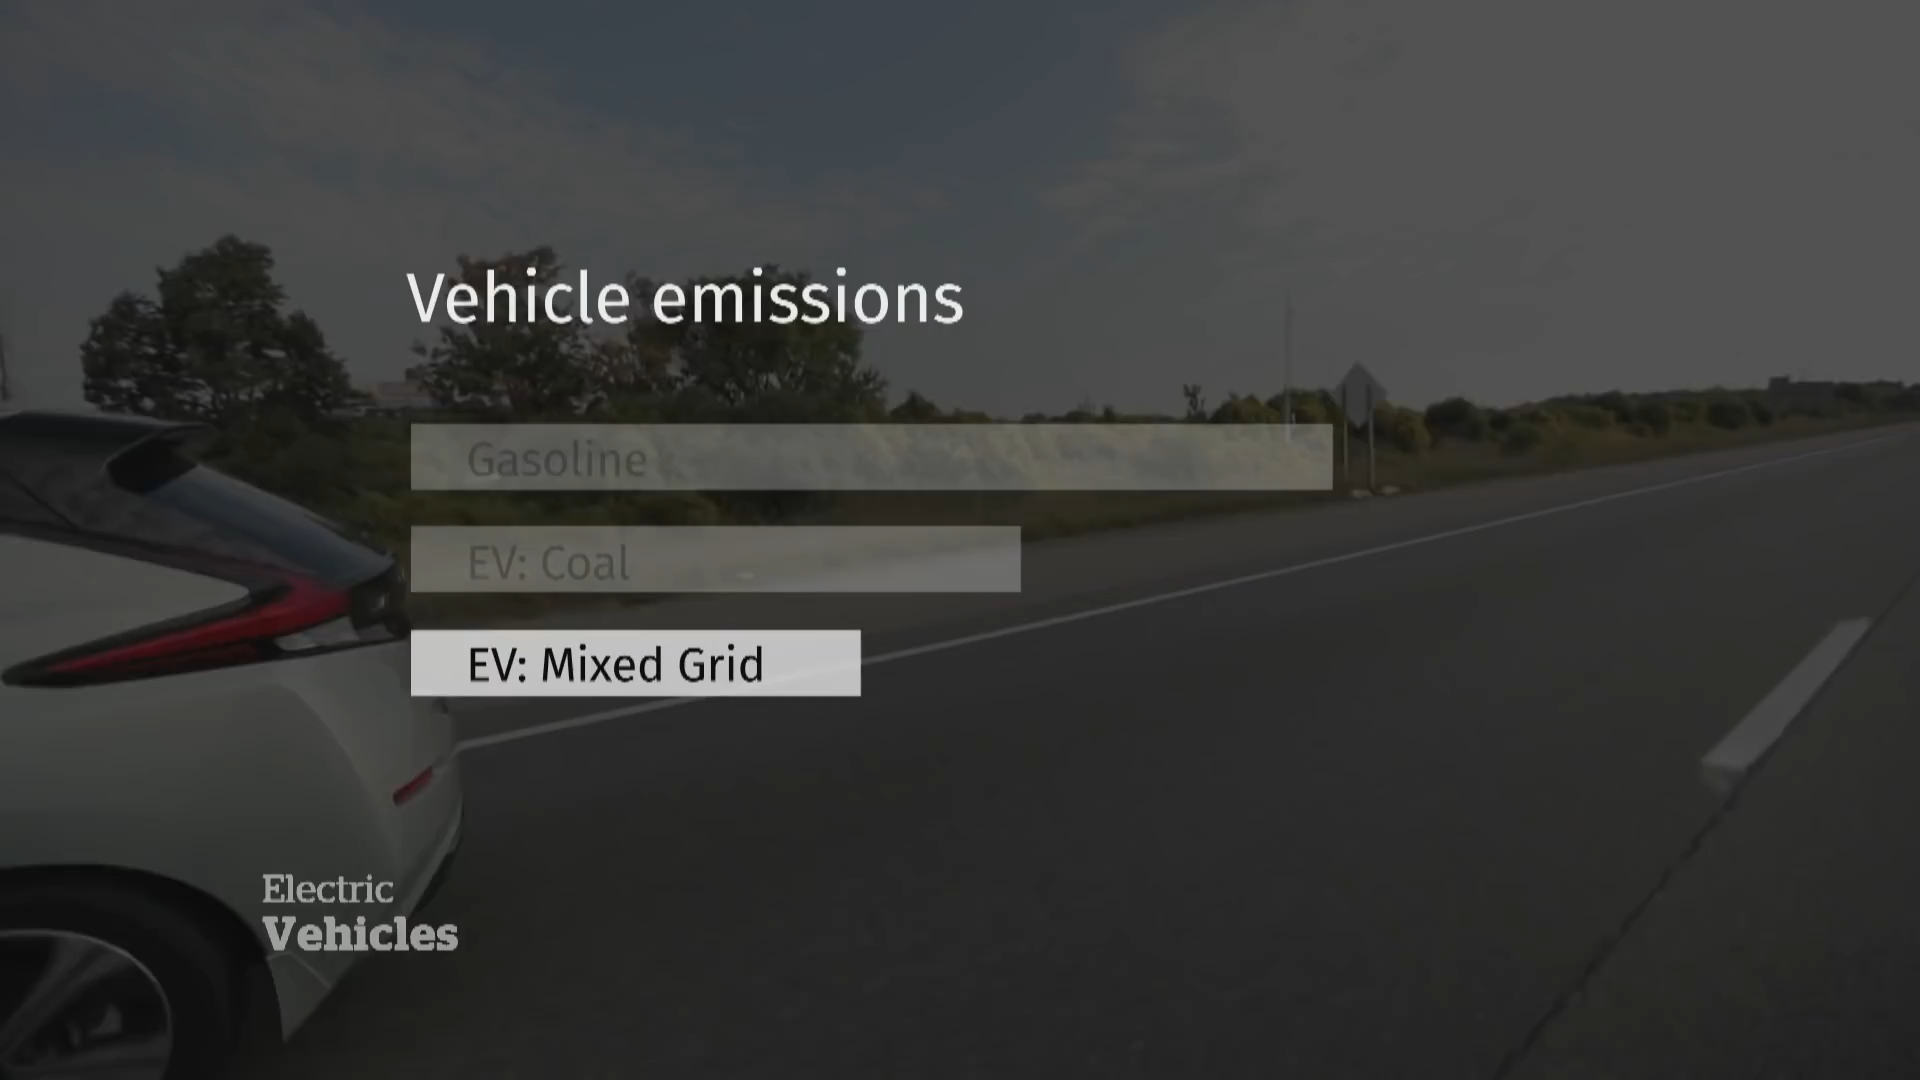 Vehicle emissions
Gasoline
EV: Coal
EV: Mixed Grid
Electric
Vehicles